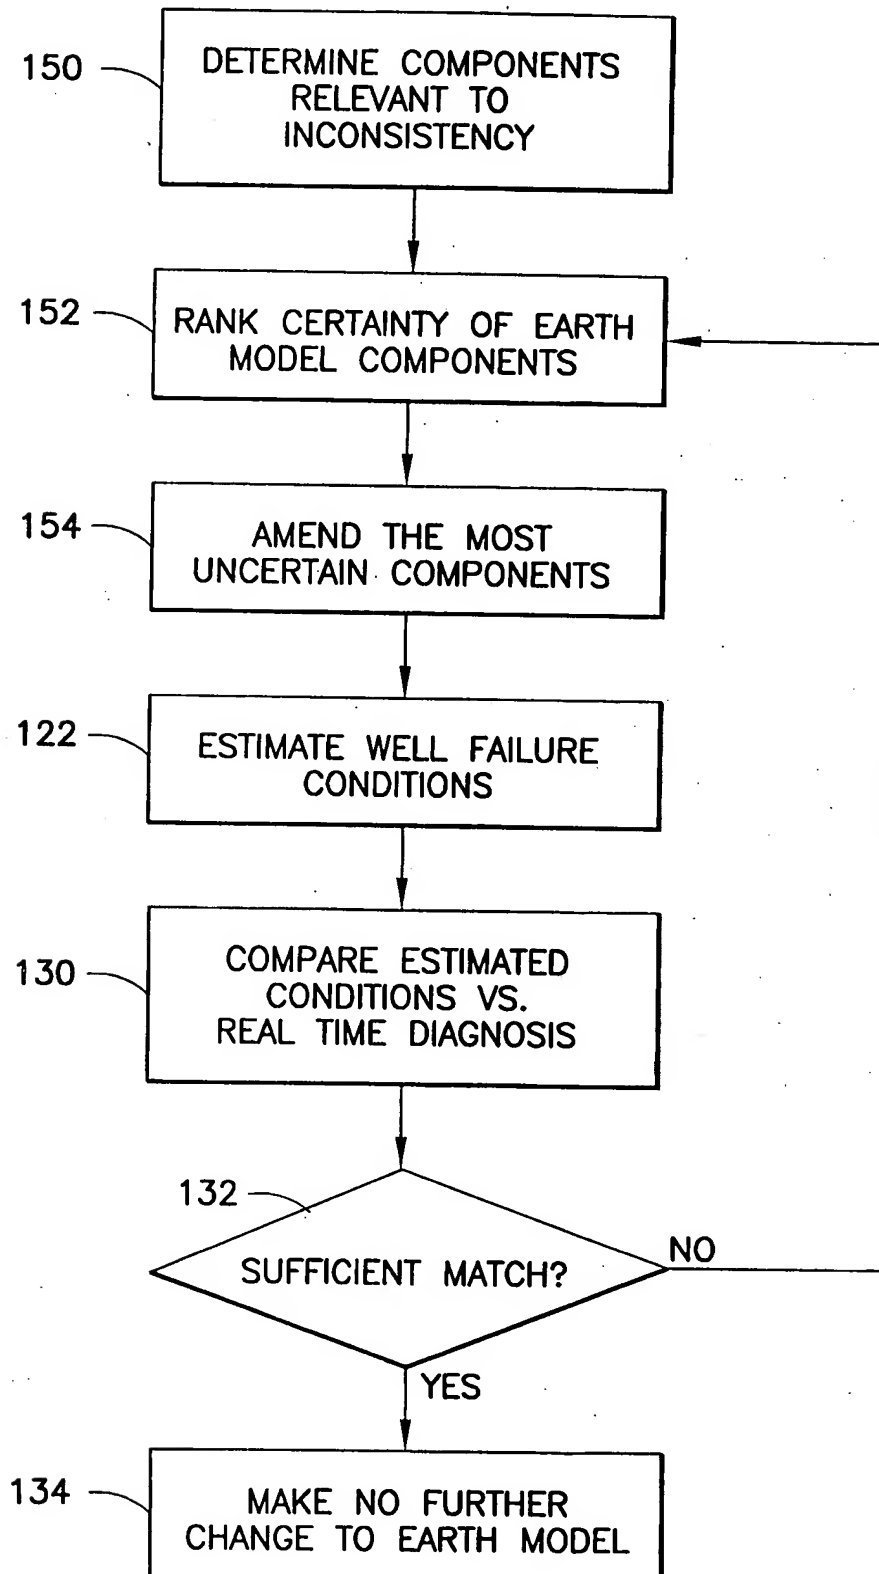 150
DETERMINE COMPONENTS
RELEVANT TO
INCONSISTENCY
152
RANK CERTAINTY OF EARTH
MODEL COMPONENTS
154
AMEND THE MOST
UNCERTAIN COMPONENTS
122
ESTIMATE WELL FAILURE
CONDITIONS
130
COMPARE ESTIMATED
CONDITIONS VS.
REAL TIME DIAGNOSIS
132
SUFFICIENT MATCH?
NO
YES
134
MAKE NO FURTHER
CHANGE TO EARTH MODEL